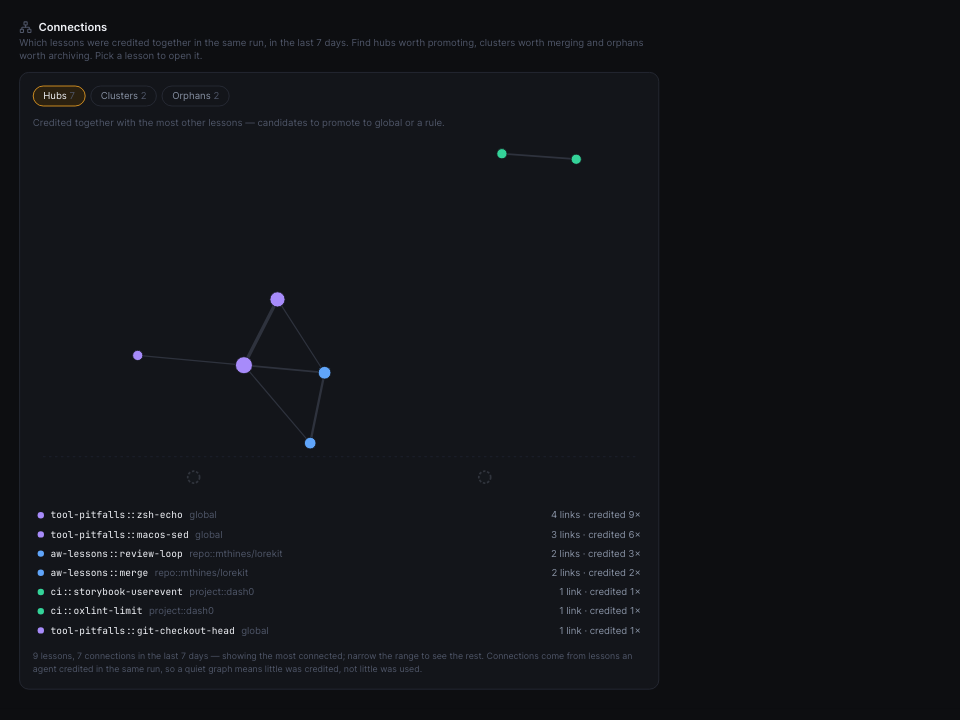 Connections
Which lessons were credited together in the same run, in the last 7 days. Find hubs worth promoting, clusters worth merging and orphans
worth archiving. Pick a lesson to open it.
Hubs 7 Clusters 2 Orphans 2
Credited together with the most other lessons — candidates to promote to global or a rule.
tool-pitfalls::zsh-echo global 4 links · credited 9×
tool-pitfalls::macos-sed global 3 links · credited 6×
aw-lessons::review-loop repo::mthines/lorekit 2 links · credited 3×
aw-lessons::merge repo::mthines/lorekit 2 links · credited 2×
ci::storybook-userevent project::dash0 1 link · credited 1×
ci::oxlint-limit project::dash0 1 link · credited 1×
tool-pitfalls::git-checkout-head global 1 link · credited 1×
9 lessons, 7 connections in the last 7 days — showing the most connected; narrow the range to see the rest. Connections come from lessons an
agent credited in the same run, so a quiet graph means little was credited, not little was used.